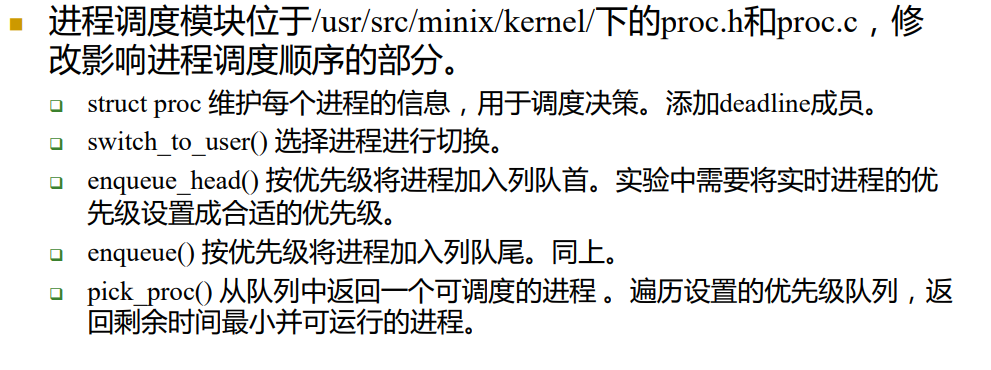 进程调度模块位于/usr/src/minix/kernel/下的proc.h和proc.c，修
改影响进程调度顺序的部分。
struct proc 维护每个进程的信息，用于调度决策。添加deadline成员。
switch_to_user() 选择进程进行切换。
enqueue_head() 按优先级将进程加入列队首。实验中需要将实时进程的优
先级设置成合适的优先级。
enqueue() 按优先级将进程加入列队尾。同上。
pick_proc() 从队列中返回一个可调度的进程 。遍历设置的优先级队列，返
回剩余时间最小并可运行的进程。